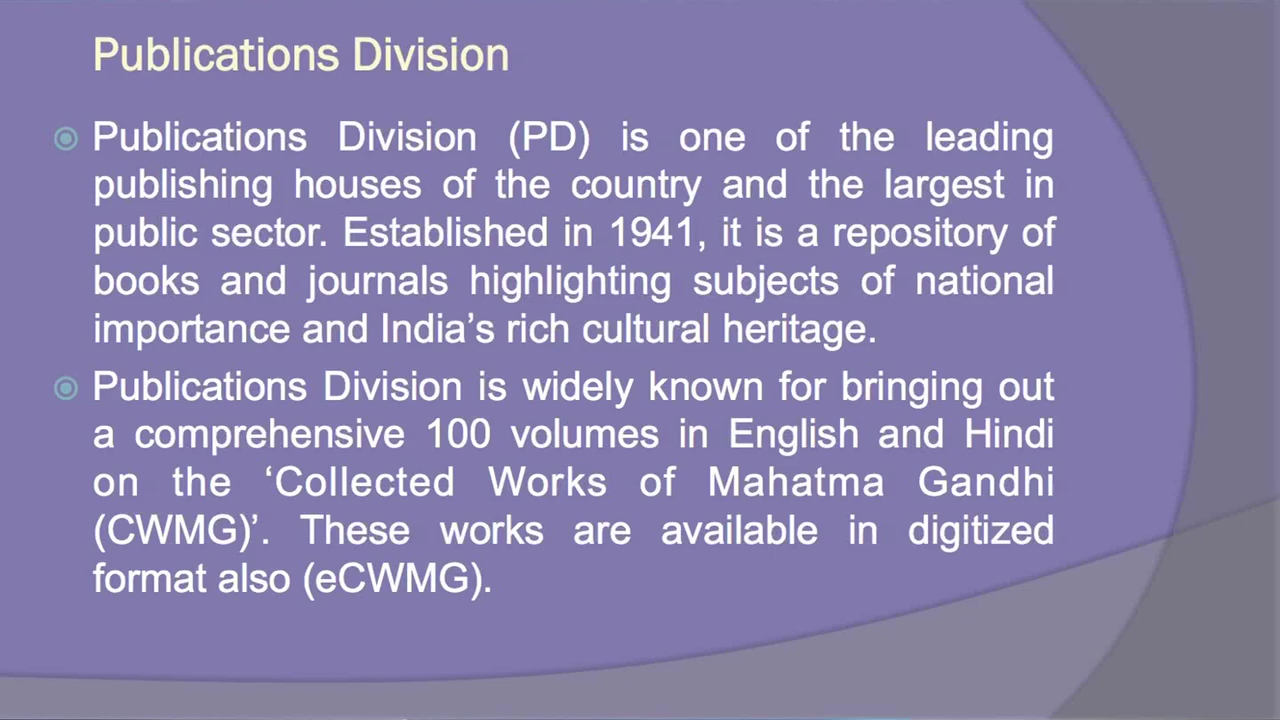 Publications Division
Publications Division (PD) is one of the leading
publishing houses of the country and the largest in
public sector. Established in 1941, it is a repository of
books and journals highlighting subjects of national
importance and India’s rich cultural heritage.
Publications Division is widely known for bringing out
a comprehensive 100 volumes in English and Hindi
on the ‘Collected Works of Mahatma Gandhi
(CWMG)’. These works are available in digitized
format also (eCWMG).